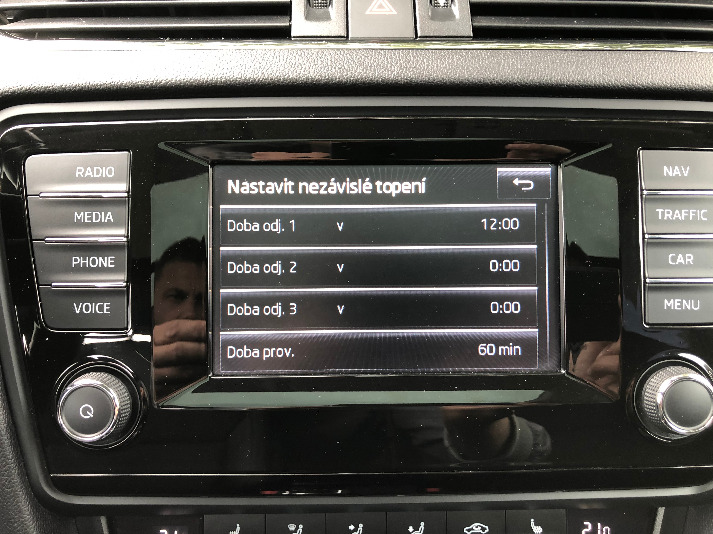 RADIO
MEDIA
PHONE
VOICE
Nastavit nezávislé topení
Doba odj. 1 v 12:00
Doba odj. 2 v 0:00
Doba odj. 3 v 0:00
Doba prov. 60 min
NAV
TRAFFIC
CAR
MENU